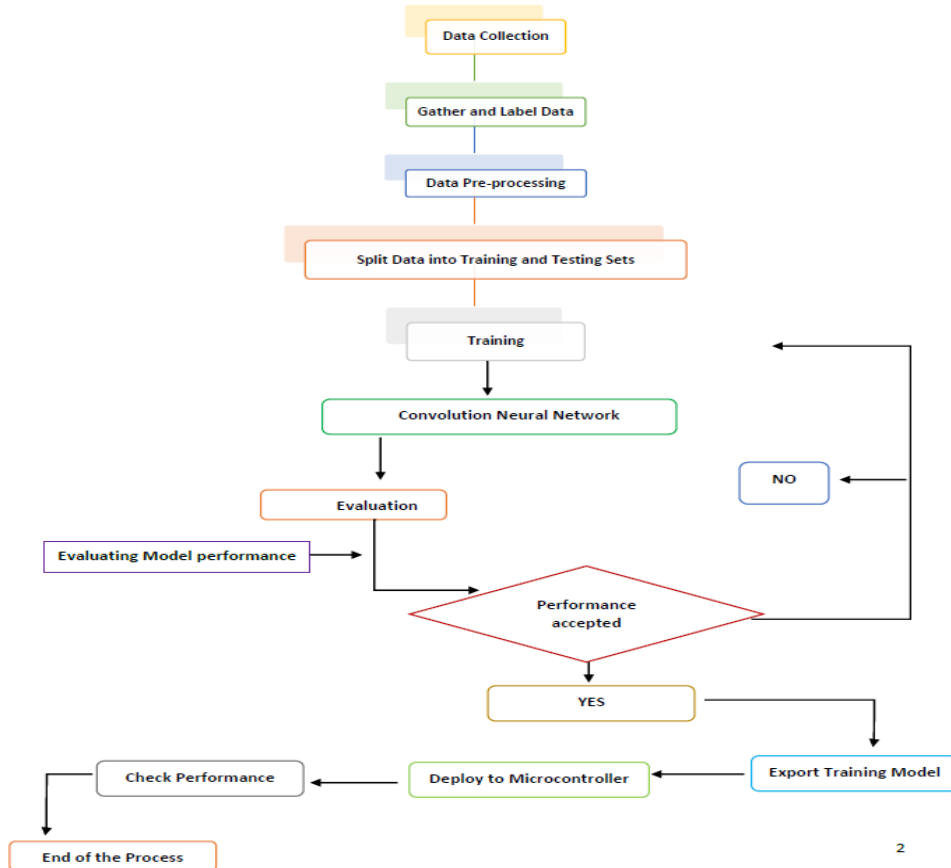 Data Collection
Gather and Label Data
Data Pre-processing
Split Data into Training and Testing Sets
Training
Convolution Neural Network
NO
Evaluation
Evaluating Model performance
Performance
accepted
YES
Export Training Model
Deploy to Microcontroller
Check Performance
End of the Process
2